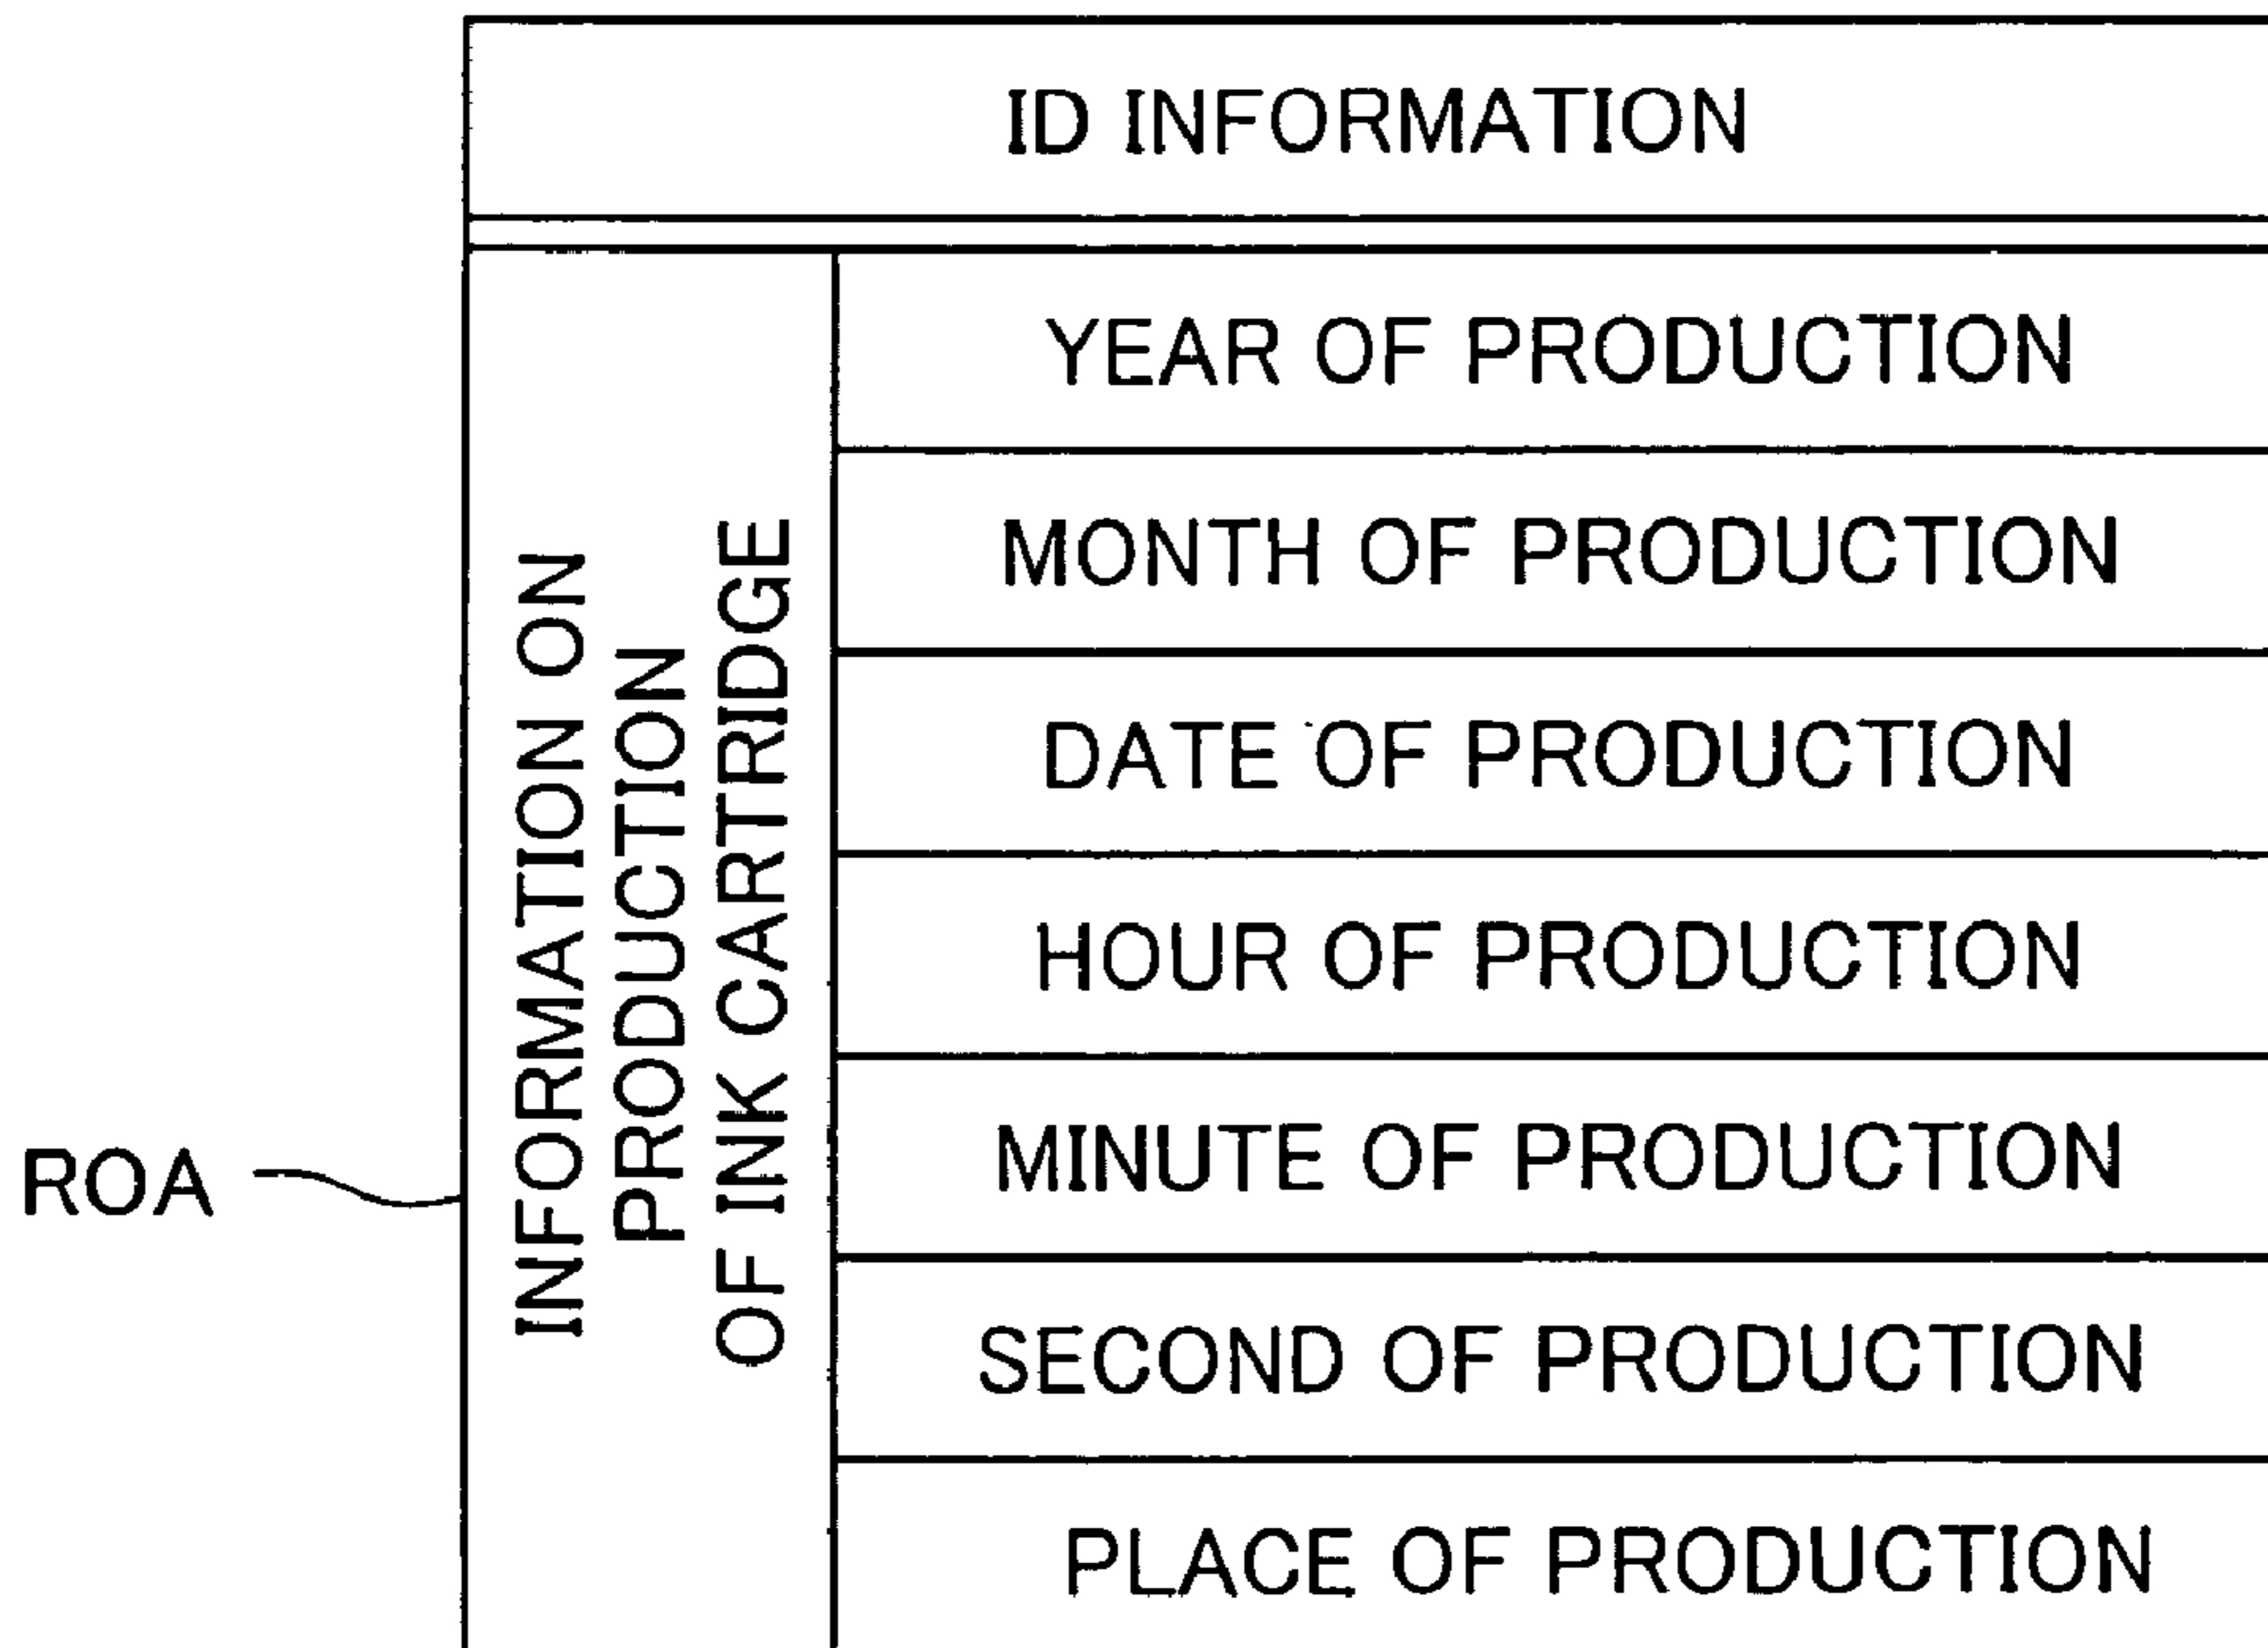 ID INFORMATION
INFORMATION ON
PRODUCTION
OF INK CARTRIDGE
YEAR OF PRODUCTION
MONTH OF PRODUCTION
DATE OF PRODUCTION
HOUR OF PRODUCTION
MINUTE OF PRODUCTION
SECOND OF PRODUCTION
PLACE OF PRODUCTION
ROA